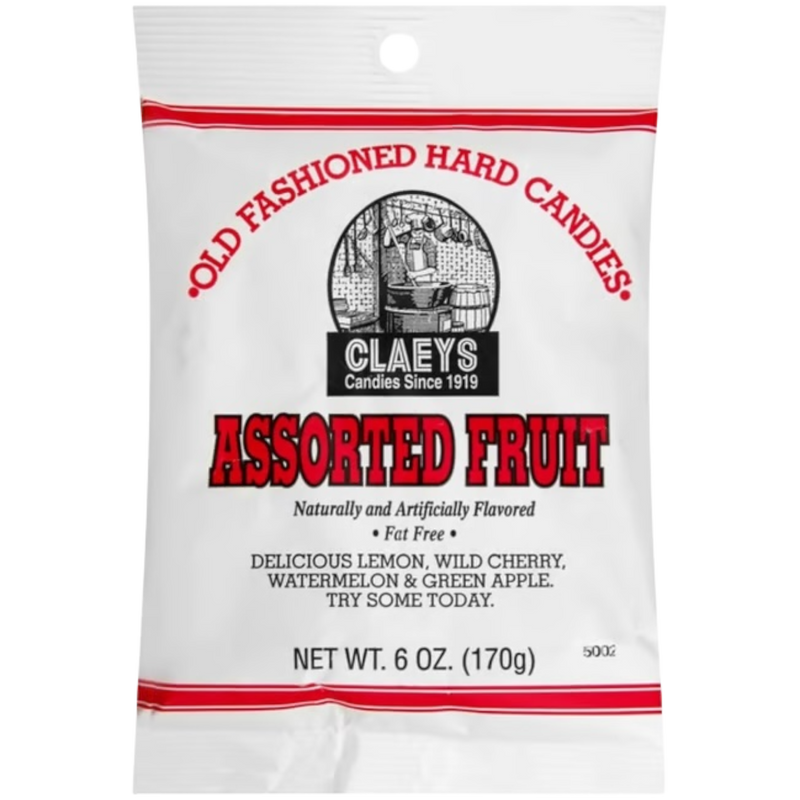 •OLD FASHIONED HARD CANDIES•
CLAEYS
Candies Since 1919
ASSORTED FRUIT
Naturally and Artificially Flavored
• Fat Free •
DELICIOUS LEMON, WILD CHERRY,
WATERMELON & GREEN APPLE.
TRY SOME TODAY.
NET WT. 6 OZ. (170g)
5002